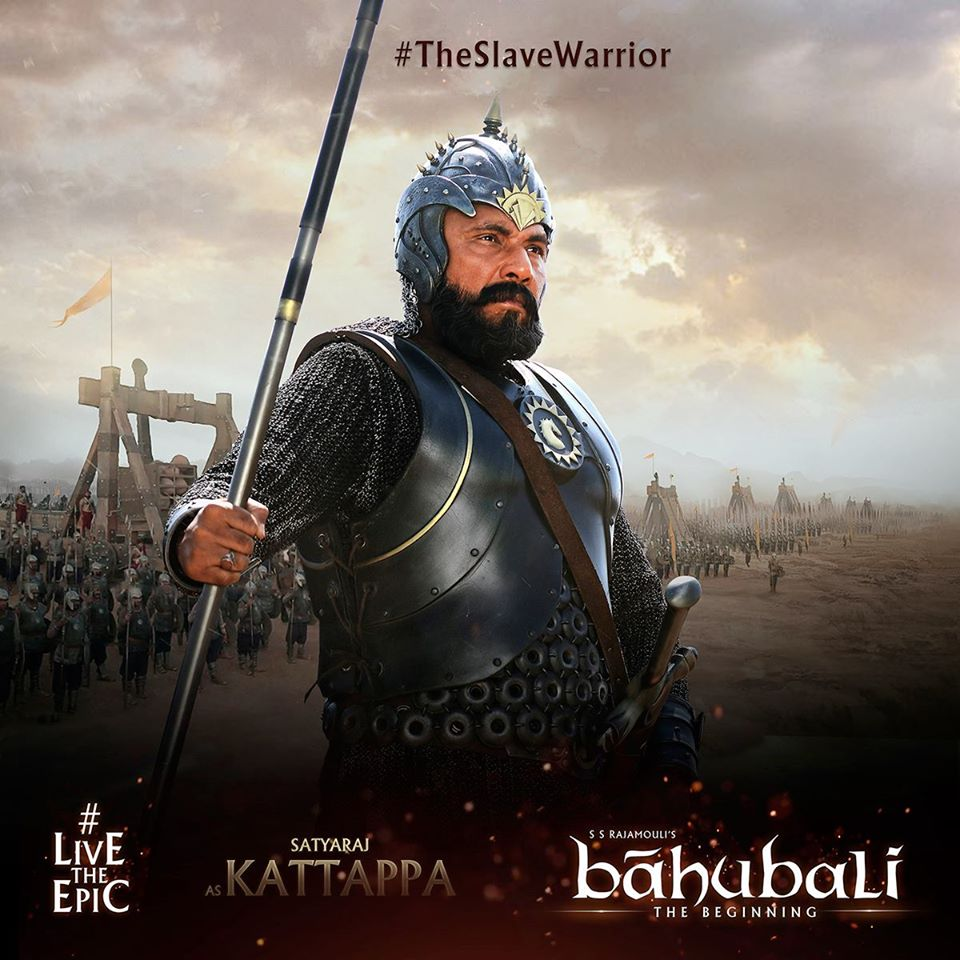 #TheSlaveWarrior
#
LIVE
THE
EPIC
SATYARAJ
AS KATTAPPA
S S RAJAMOULI'S
bāhubali
THE BEGINNING